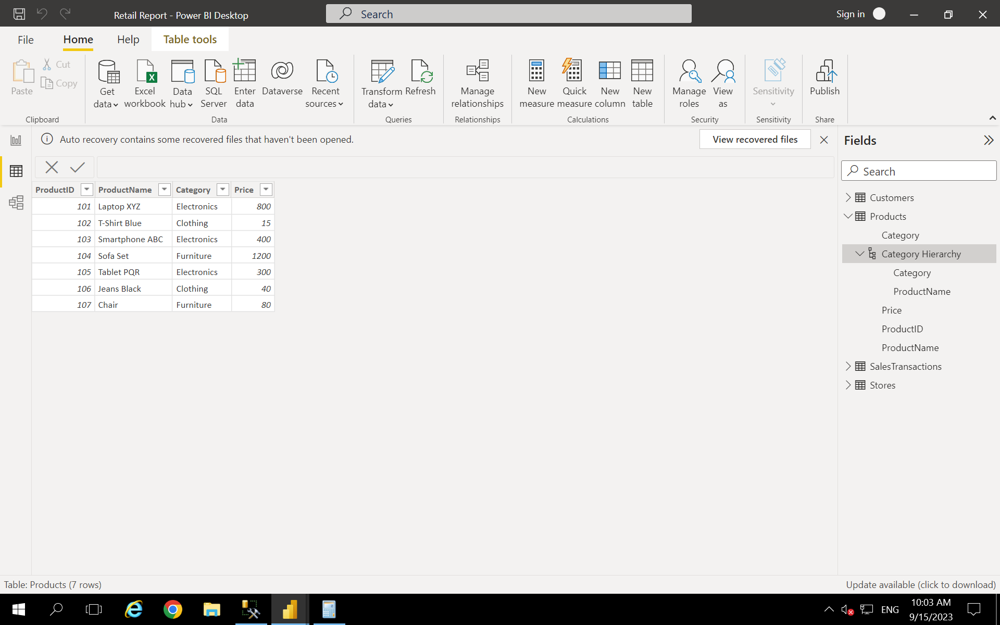 Retail Report - Power BI Desktop
Search
Sign in
File
Home
Help
Table tools
Paste
Cut
Copy
Clipboard
Get data
Excel workbook
Data hub
SQL Server
Enter data
Dataverse
Recent sources
Data
Transform data
Refresh
Queries
Manage relationships
Relationships
New measure
Quick measure
New column
New table
Calculations
Manage roles
View as
Security
Sensitivity
Sensitivity
Publish
Share
Auto recovery contains some recovered files that haven't been opened.
View recovered files
ProductID ProductName Category Price
101 Laptop XYZ Electronics 800
102 T-Shirt Blue Clothing 15
103 Smartphone ABC Electronics 400
104 Sofa Set Furniture 1200
105 Tablet PQR Electronics 300
106 Jeans Black Clothing 40
107 Chair Furniture 80
Fields
Search
Customers
Products
Category
Category Hierarchy
Category
ProductName
Price
ProductID
ProductName
SalesTransactions
Stores
Table: Products (7 rows)
Update available (click to download)
ENG
10:03 AM
9/15/2023